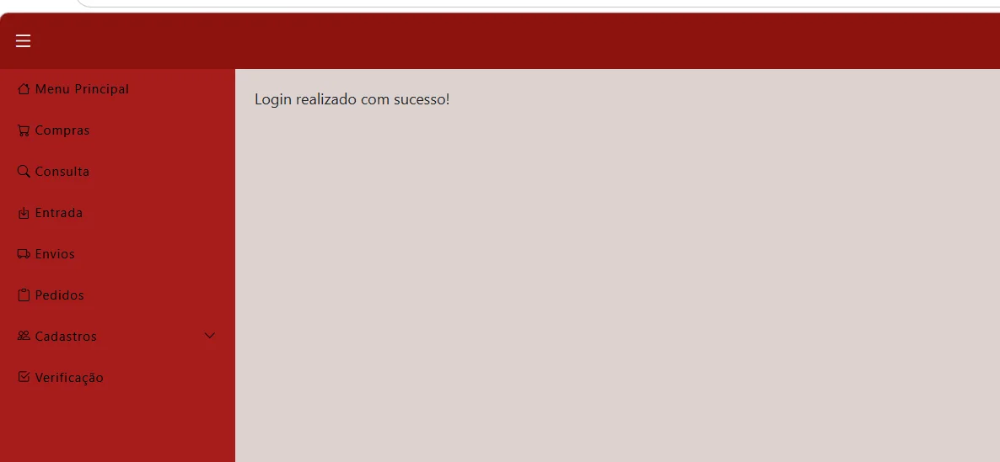 Menu Principal
Compras
Consulta
Entrada
Envios
Pedidos
Cadastros
Verificação
Login realizado com sucesso!